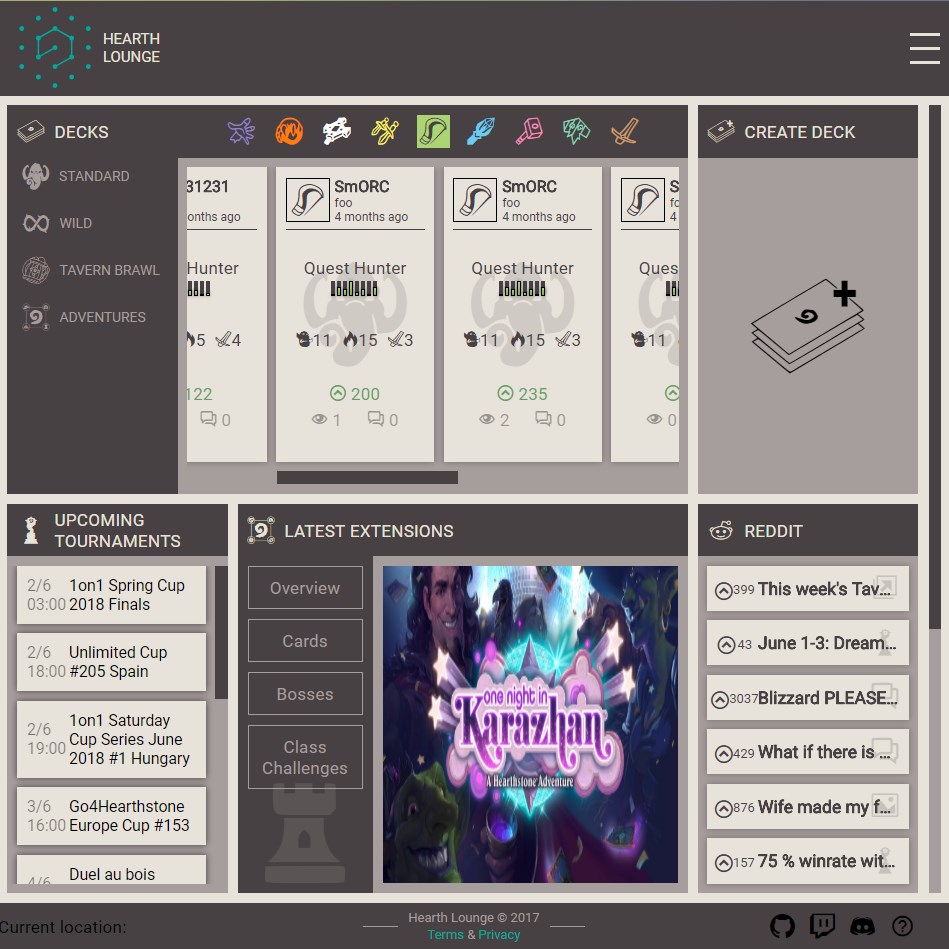 HEARTH
LOUNGE
DECKS
STANDARD
WILD
TAVERN BRAWL
ADVENTURES
31231
onths ago
Hunter
5 4
122
0
SmORC
foo
4 months ago
Quest Hunter
11 15 3
200
1 0
SmORC
foo
4 months ago
Quest Hunter
11 15 3
235
2 0
S
foo
4 m
Ques
11
0
CREATE DECK
UPCOMING
TOURNAMENTS
2/6 1on1 Spring Cup
03:00 2018 Finals
2/6 Unlimited Cup
18:00 #205 Spain
1on1 Saturday
2/6 Cup Series June
19:00 2018 #1 Hungary
3/6 Go4Hearthstone
16:00 Europe Cup #153
4/6 Duel au bois
LATEST EXTENSIONS
Overview
Cards
Bosses
Class
Challenges
one night in
Karazhan
A Hearthstone Adventure
REDDIT
399 This week's Tav...
43 June 1-3: Dream...
3037 Blizzard PLEASE...
429 What if there is ...
876 Wife made my f...
157 75 % winrate wit...
Current location:
Hearth Lounge © 2017
Terms & Privacy